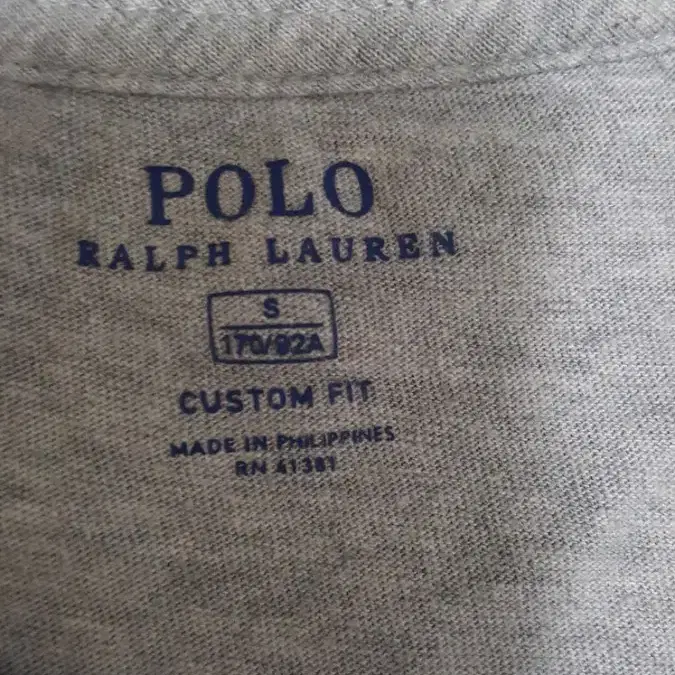 POLO
RALPH LAUREN
S
170/92A
CUSTOM FIT
MADE IN PHILIPPINES
RN 41381